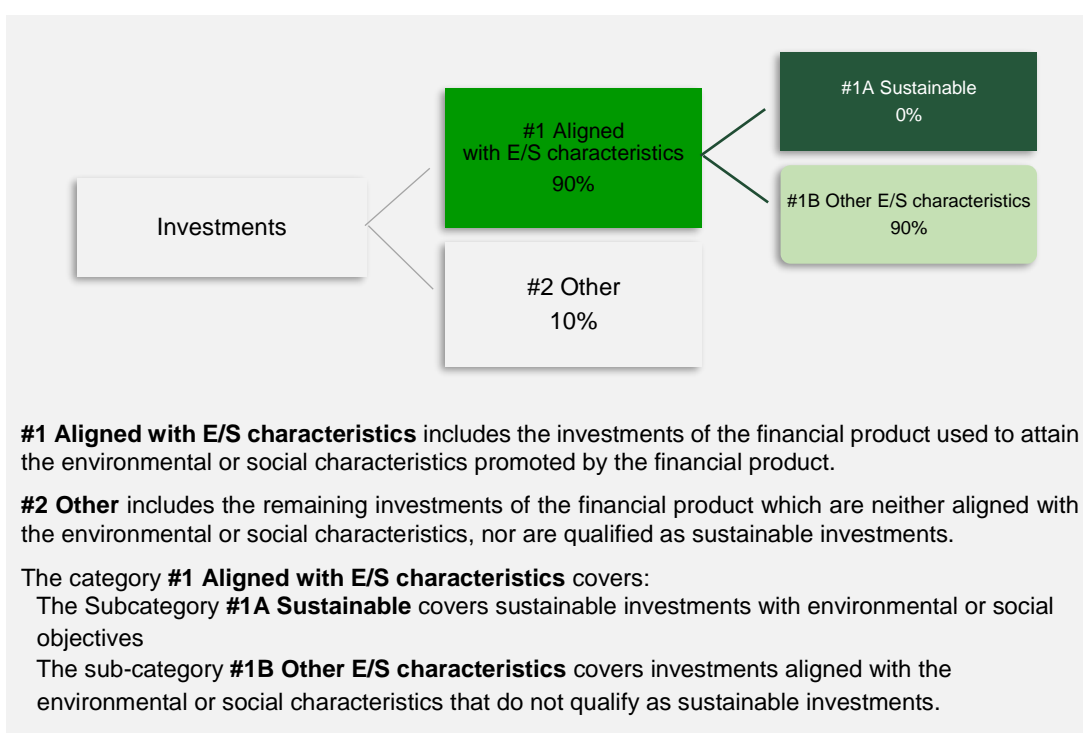 #1A Sustainable
0%
#1 Aligned
with E/S characteristics
90%
#1B Other E/S characteristics
90%
Investments
#2 Other
10%
#1 Aligned with E/S characteristics includes the investments of the financial product used to attain
the environmental or social characteristics promoted by the financial product.
#2 Other includes the remaining investments of the financial product which are neither aligned with
the environmental or social characteristics, nor are qualified as sustainable investments.
The category #1 Aligned with E/S characteristics covers:
The Subcategory #1A Sustainable covers sustainable investments with environmental or social
objectives
The sub-category #1B Other E/S characteristics covers investments aligned with the
environmental or social characteristics that do not qualify as sustainable investments.